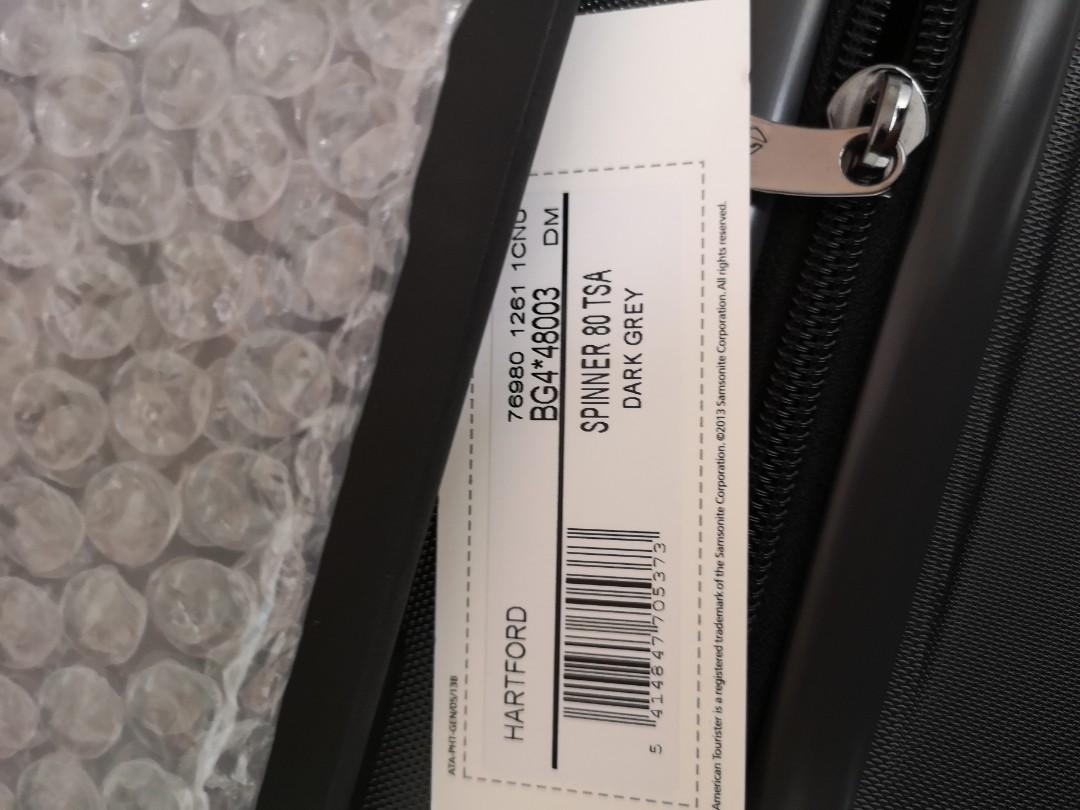 HARTFORD
76980 1261 1CNU
BG4*48003 DM
SPINNER 80 TSA
DARK GREY
5 414847 705373
ATA-PHT-GEN/05/13B
American Tourister is a registered trademark of the Samsonite Corporation. ©2013 Samsonite Corporation. All rights reserved.